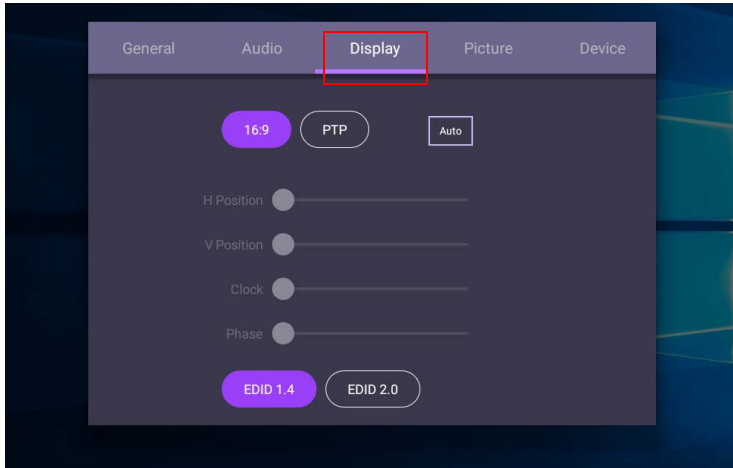 General Audio Display Picture Device
16:9 PTP Auto
H Position
V Position
Clock
Phase
EDID 1.4 EDID 2.0